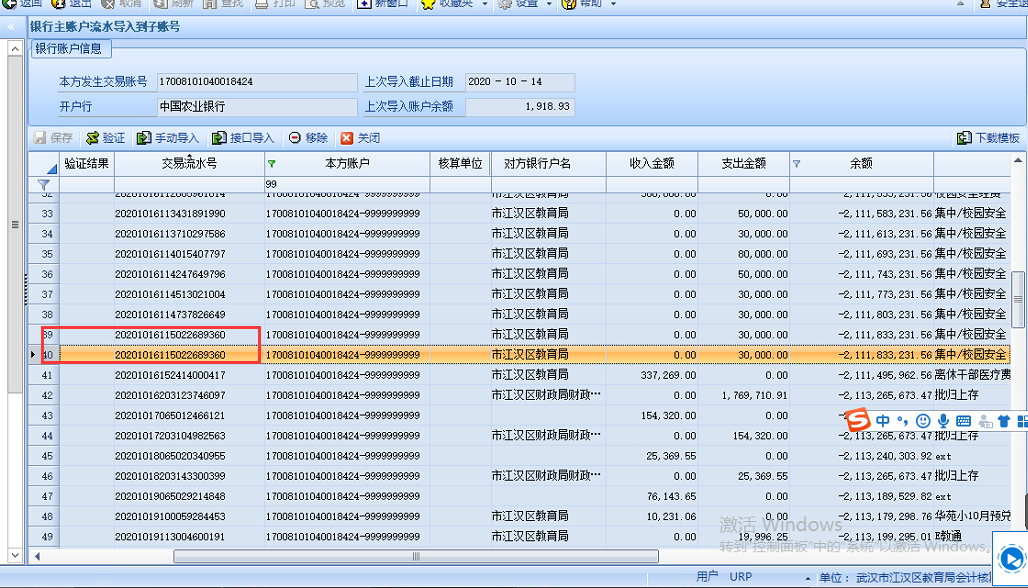 返回 退出 取消 刷新 查找 打印 预览 新窗口 收藏夹 设置 帮助 安全退
银行主账户流水导入到子账号
银行账户信息
本方发生交易账号 17008101040018424 上次导入截止日期 2020 - 10 - 14
开户行 中国农业银行 上次导入账户余额 1,918.93
保存 验证 手动导入 接口导入 移除 关闭 下载模板
验证结果 交易流水号 本方账户 核算单位 对方银行户名 收入金额 支出金额 余额
99
33 20201016113431891990 17008101040018424-9999999999 市江汉区教育局 0.00 50,000.00 -2,111,583,231.56 集中/校园安全
34 20201016113710297586 17008101040018424-9999999999 市江汉区教育局 0.00 30,000.00 -2,111,613,231.56 集中/校园安全
35 20201016114015407797 17008101040018424-9999999999 市江汉区教育局 0.00 80,000.00 -2,111,693,231.56 集中/校园安全
36 20201016114247649796 17008101040018424-9999999999 市江汉区教育局 0.00 50,000.00 -2,111,743,231.56 集中/校园安全
37 20201016114513021004 17008101040018424-9999999999 市江汉区教育局 0.00 30,000.00 -2,111,773,231.56 集中/校园安全
38 20201016114737826649 17008101040018424-9999999999 市江汉区教育局 0.00 30,000.00 -2,111,803,231.56 集中/校园安全
39 20201016115022689360 17008101040018424-9999999999 市江汉区教育局 0.00 30,000.00 -2,111,833,231.56 集中/校园安全
40 20201016115022689360 17008101040018424-9999999999 市江汉区教育局 0.00 30,000.00 -2,111,833,231.56 集中/校园安全
41 20201016152414000417 17008101040018424-9999999999 市江汉区教育局 337,269.00 0.00 -2,111,495,962.56 离休干部医疗费
42 20201016203123746097 17008101040018424-9999999999 市江汉区财政局财政… 0.00 1,769,710.91 -2,113,265,673.47 批归上存
43 20201017065012466121 17008101040018424-9999999999 154,320.00 0.00
中
44 20201017203104982563 17008101040018424-9999999999 市江汉区财政局财政… 0.00 154,320.00 -2,113,265,673.47 批归上存
45 20201018065020340955 17008101040018424-9999999999 25,369.55 0.00 -2,113,240,303.92 ext
46 20201018203143300399 17008101040018424-9999999999 市江汉区财政局财政… 0.00 25,369.55 -2,113,265,673.47 批归上存
47 20201019065029214848 17008101040018424-9999999999 76,143.65 0.00 -2,113,189,529.82 ext
48 20201019100059284453 17008101040018424-9999999999 市江汉区教育局 10,231.06 0.00 -2,113,179,298.76 华苑小10月预兑
49 20201019113004600191 17008101040018424-9999999999 市江汉区教育局 0.00 19,996.25 -2,113,199,295.01 E教通
激活 Windows
转到"控制面板"中的"系统"以激活 Windows。
用户 URP 单位： 武汉市江汉区教育局会计核